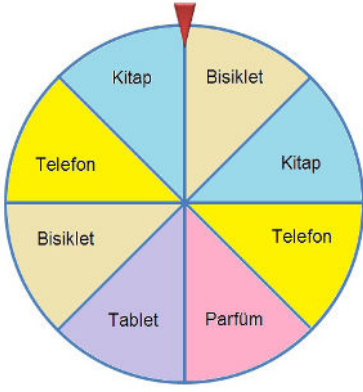 Kitap
Bisiklet
Telefon
Kitap
Bisiklet
Telefon
Tablet
Parfüm